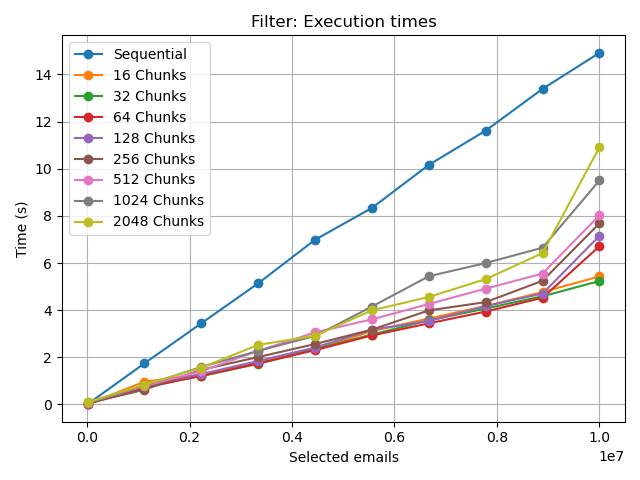 Filter: Execution times
Sequential
16 Chunks
32 Chunks
64 Chunks
128 Chunks
256 Chunks
512 Chunks
1024 Chunks
2048 Chunks
Time (s)
14
12
10
8
6
4
2
0
0.0 0.2 0.4 0.6 0.8 1.0
1e7
Selected emails